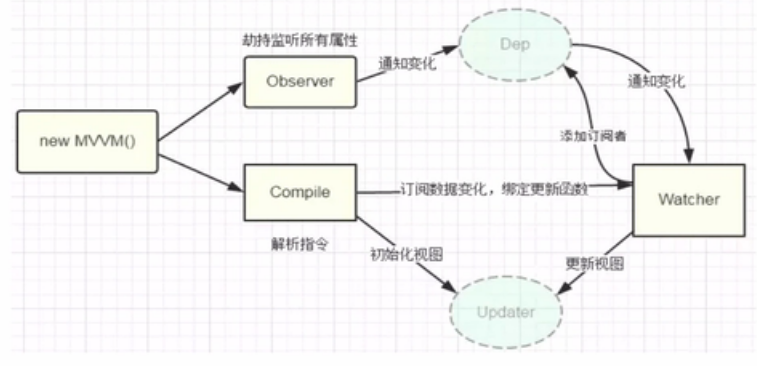 劫持监听所有属性
Dep
通知变化
Observer
通知变化
new MVVM()
添加订阅者
Compile
订阅数据变化，绑定更新函数
Watcher
解析指令
初始化视图
更新视图
Updater